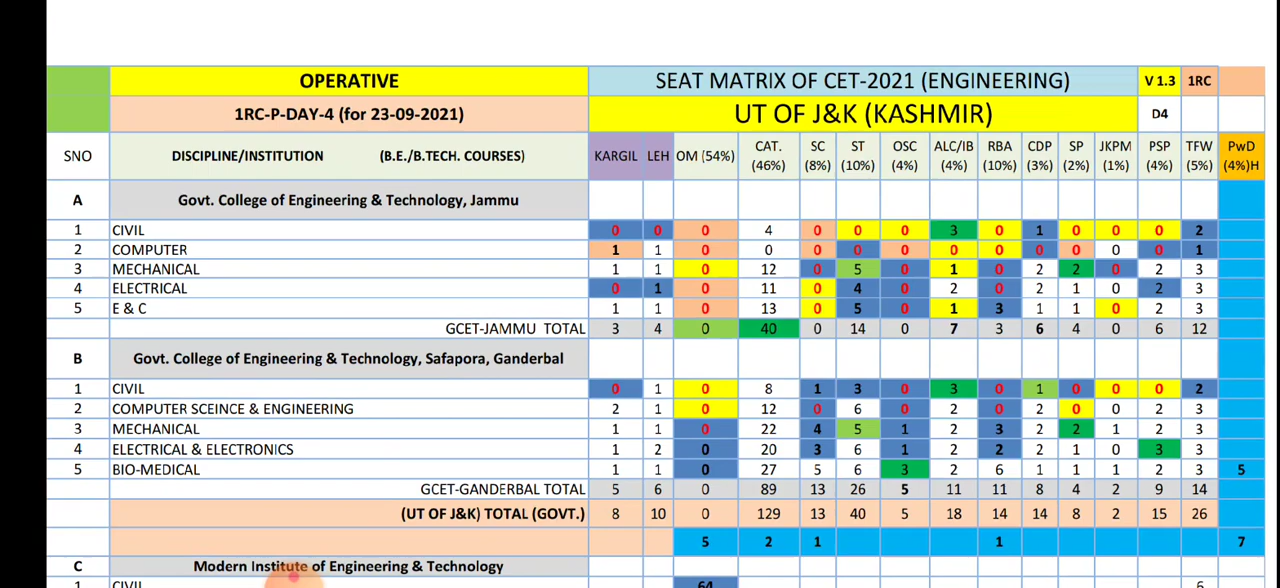 OPERATIVE SEAT MATRIX OF CET-2021 (ENGINEERING) V 1.3 1RC
1RC-P-DAY-4 (for 23-09-2021) UT OF J&K (KASHMIR) D4
SNO DISCIPLINE/INSTITUTION (B.E./B.TECH. COURSES) KARGIL LEH OM (54%) CAT. (46%) SC (8%) ST (10%) OSC (4%) ALC/IB (4%) RBA (10%) CDP (3%) SP (2%) JKPM (1%) PSP (4%) TFW (5%) PwD (4%)H
A Govt. College of Engineering & Technology, Jammu
1 CIVIL 0 0 0 4 0 0 0 3 0 1 0 0 0 2
2 COMPUTER 1 1 0 0 0 0 0 0 0 0 0 0 0 1
3 MECHANICAL 1 1 0 12 0 5 0 1 0 2 2 0 2 3
4 ELECTRICAL 0 1 0 11 0 4 0 2 0 2 1 0 2 3
5 E & C 1 1 0 13 0 5 0 1 3 1 1 0 2 3
GCET-JAMMU TOTAL 3 4 0 40 0 14 0 7 3 6 4 0 6 12
B Govt. College of Engineering & Technology, Safapora, Ganderbal
1 CIVIL 0 1 0 8 1 3 0 3 0 1 0 0 0 2
2 COMPUTER SCEINCE & ENGINEERING 2 1 0 12 0 6 0 2 0 2 0 0 2 3
3 MECHANICAL 1 1 0 22 4 5 1 2 3 2 2 1 2 3
4 ELECTRICAL & ELECTRONICS 1 2 0 20 3 6 1 2 2 2 1 0 3 3
5 BIO-MEDICAL 1 1 0 27 5 6 3 2 6 1 1 1 2 3 5
GCET-GANDERBAL TOTAL 5 6 0 89 13 26 5 11 11 8 4 2 9 14
(UT OF J&K) TOTAL (GOVT.) 8 10 0 129 13 40 5 18 14 14 8 2 15 26
5 2 1 1 7
C Modern Institute of Engineering & Technology
1 CIVIL 64 6